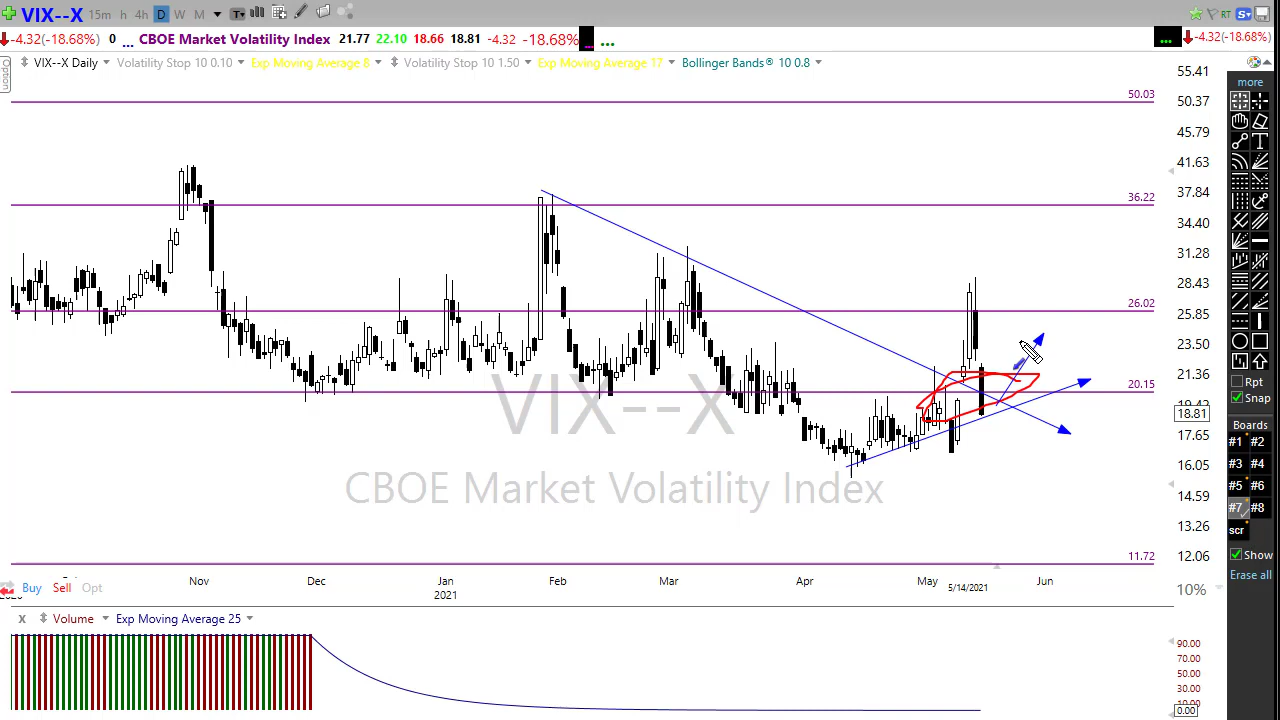 VIX--X 15m h 4h D W M T RT S
-4.32(-18.68%) 0 ... CBOE Market Volatility Index 21.77 22.10 18.66 18.81 -4.32 -18.68% ... ... -4.32(-18.68%)
Option
VIX--X Daily Volatility Stop 10 0.10 Exp Moving Average 8 Volatility Stop 10 1.50 Exp Moving Average 17 Bollinger Bands® 10 0.8
more
50.03
36.22
26.02
20.15
11.72
55.41
50.37
45.79
41.63
37.84
34.40
31.28
28.43
25.85
23.50
21.36
18.81
17.65
16.05
14.59
13.26
12.06
VIX--X
CBOE Market Volatility Index
Rpt
Snap
Boards
#1 #2
#3 #4
#5 #6
#7 #8
scr
Show
Erase all
Nov Dec Jan Feb Mar Apr May Jun
2021 5/14/2021
Buy Sell Opt 10%
X Volume Exp Moving Average 25
90.00
70.00
50.00
30.00
0.00